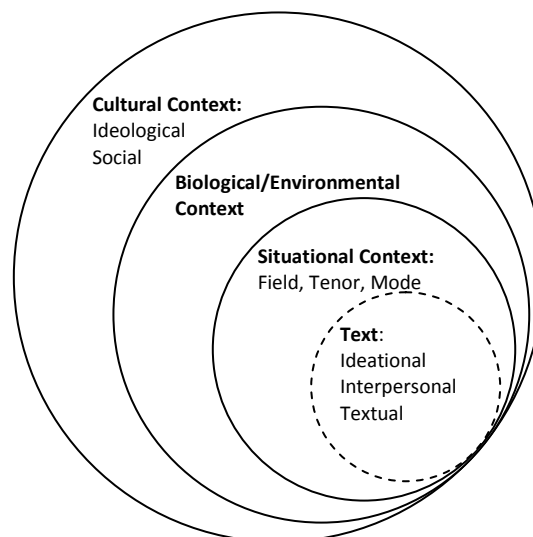 Cultural Context:
Ideological
Social
Biological/Environmental
Context
Situational Context:
Field, Tenor, Mode
Text:
Ideational
Interpersonal
Textual